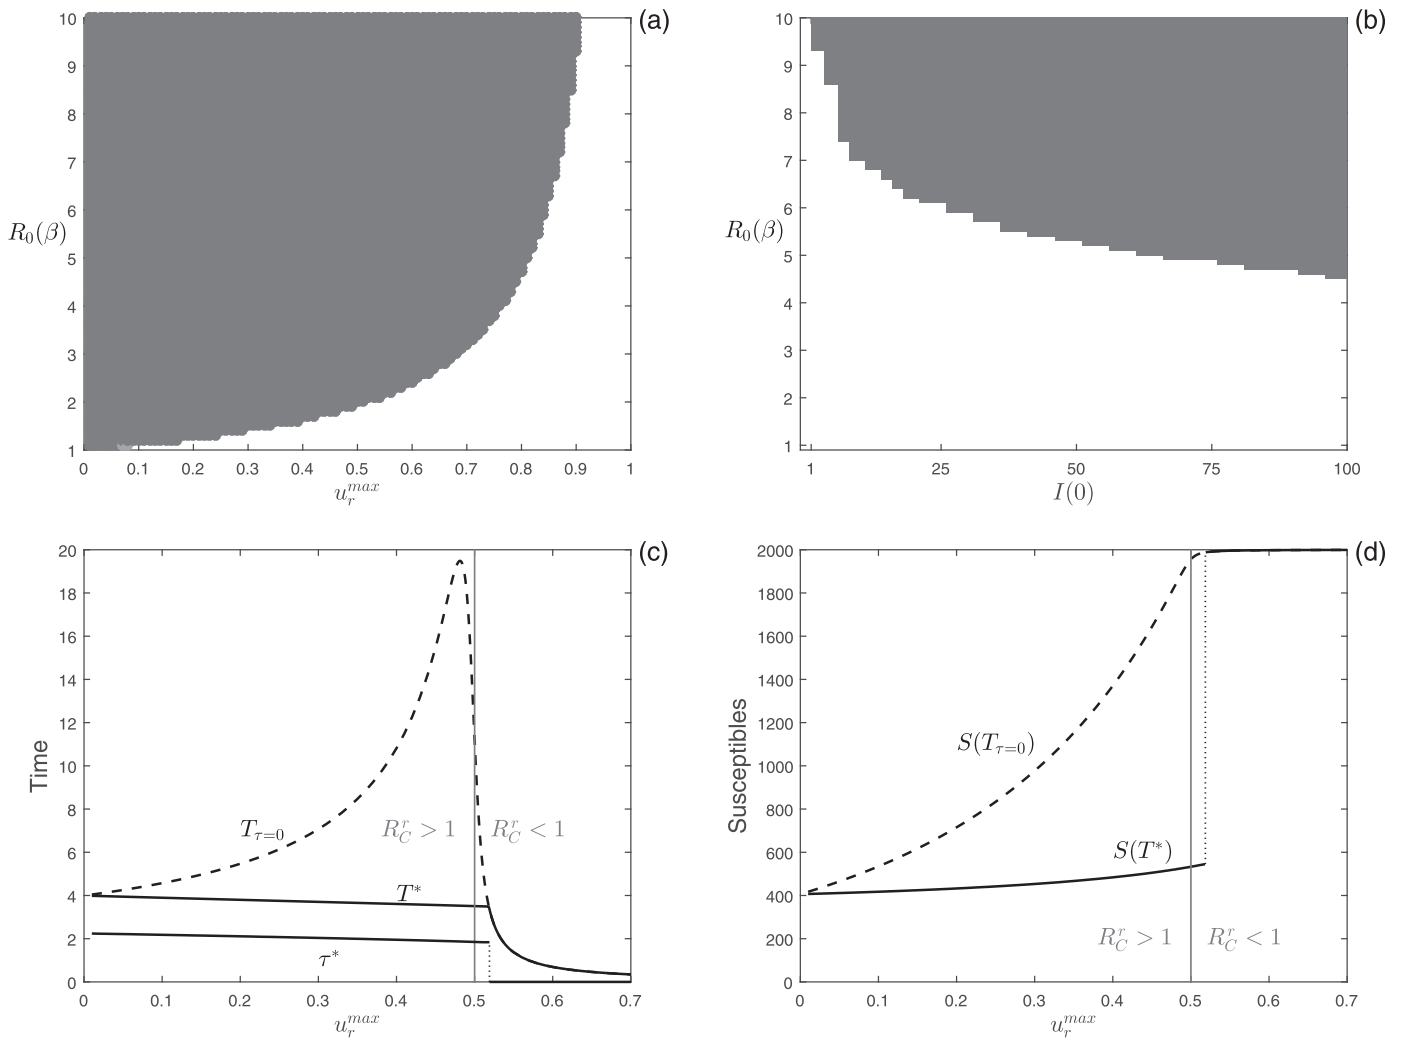 (a)
10
9
8
7
6
5
4
3
2
1
R₀(β)
0 0.1 0.2 0.3 0.4 0.5 0.6 0.7 0.8 0.9 1
u_r^{max}
(b)
10
9
8
7
6
5
4
3
2
1
R₀(β)
1 25 50 75 100
I(0)
(c)
20
18
16
14
12
10
8
6
4
2
0
Time
T_{τ=0}
R_C^r > 1
R_C^r < 1
T*
τ*
0 0.1 0.2 0.3 0.4 0.5 0.6 0.7
u_r^{max}
(d)
2000
1800
1600
1400
1200
1000
800
600
400
200
0
Susceptibles
S(T_{τ=0})
S(T*)
R_C^r > 1
R_C^r < 1
0 0.1 0.2 0.3 0.4 0.5 0.6 0.7
u_r^{max}